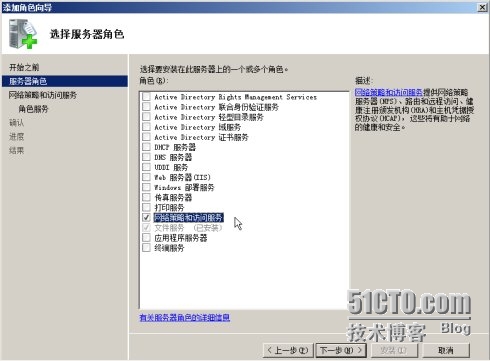 添加角色向导
选择服务器角色
开始之前
服务器角色
网络策略和访问服务
角色服务
确认
进度
结果
选择要安装在此服务器上的一个或多个角色。
角色(R):
Active Directory Rights Management Services
Active Directory 联合身份验证服务
Active Directory 轻型目录服务
Active Directory 域服务
Active Directory 证书服务
DHCP 服务器
DNS 服务器
UDDI 服务
Web 服务器(IIS)
Windows 部署服务
传真服务器
打印服务
网络策略和访问服务
文件服务 (已安装)
应用程序服务器
终端服务
有关服务器角色的详细信息
描述:
网络策略和访问服务提供网络策略
服务器(NPS)、路由和远程访问、健
康注册颁发机构(HRA)和主机凭据授
权协议(HCAP)，这些将有助于网络
的健康和安全。
< 上一步(P)
下一步(N) >
安装(I)
取消
51CTO.com
技术博客 Blog